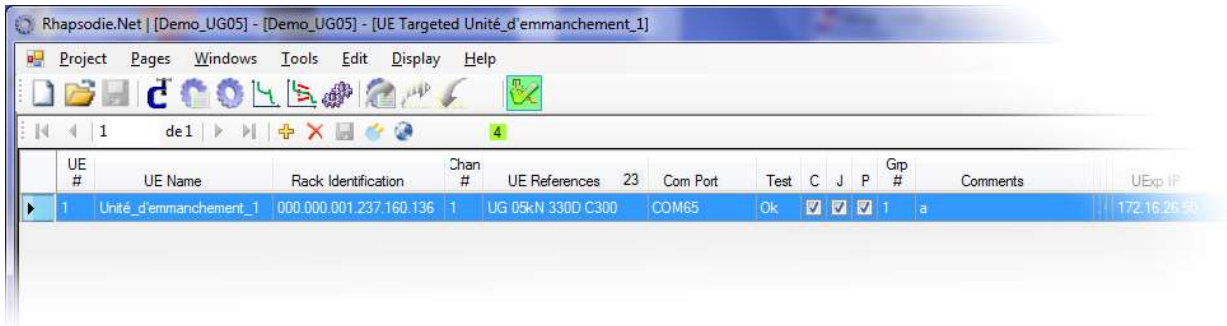 Rhapsodie.Net | [Demo_UG05] - [Demo_UG05] - [UE Targeted Unité_d'emmanchement_1]
Project Pages Windows Tools Edit Display Help
1 de 1 4
UE # UE Name Rack Identification Chan # UE References 23 Com Port Test C J P Grp # Comments UExp IP
1 Unité_d'emmanchement_1 000.000.001.237.160.136 1 UG 05kN 330D C300 COM65 Ok 1 a 172.16.26.50